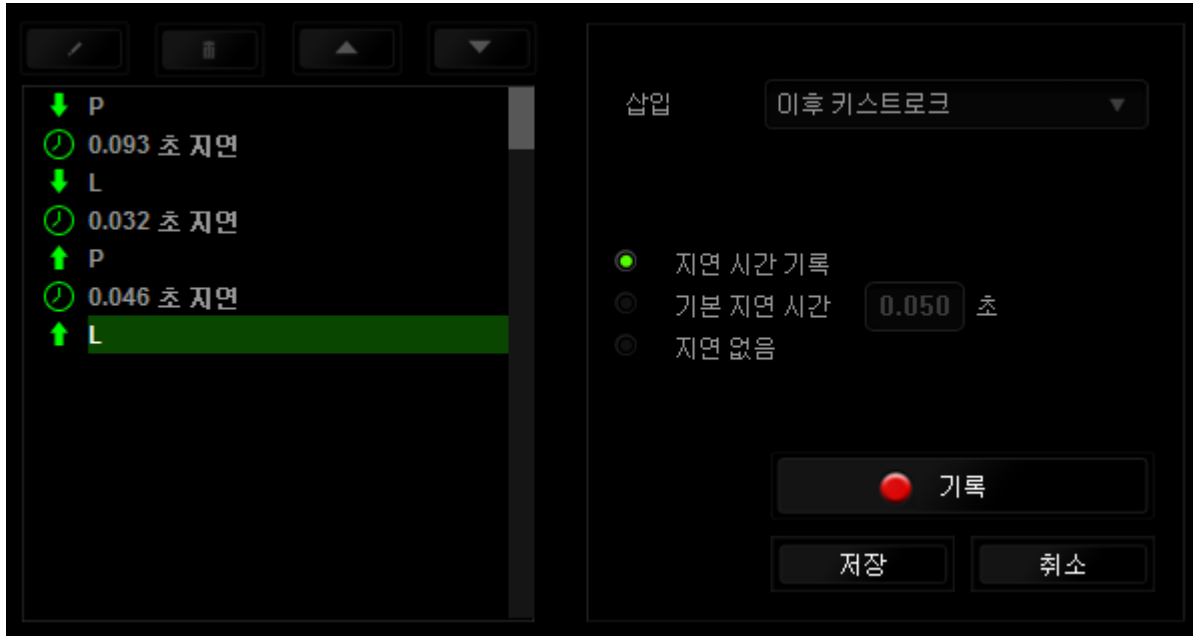 P
0.093 초 지연
L
0.032 초 지연
P
0.046 초 지연
L
삽입
이후 키스트로크
지연 시간 기록
기본 지연 시간 0.050 초
지연 없음
기록
저장
취소